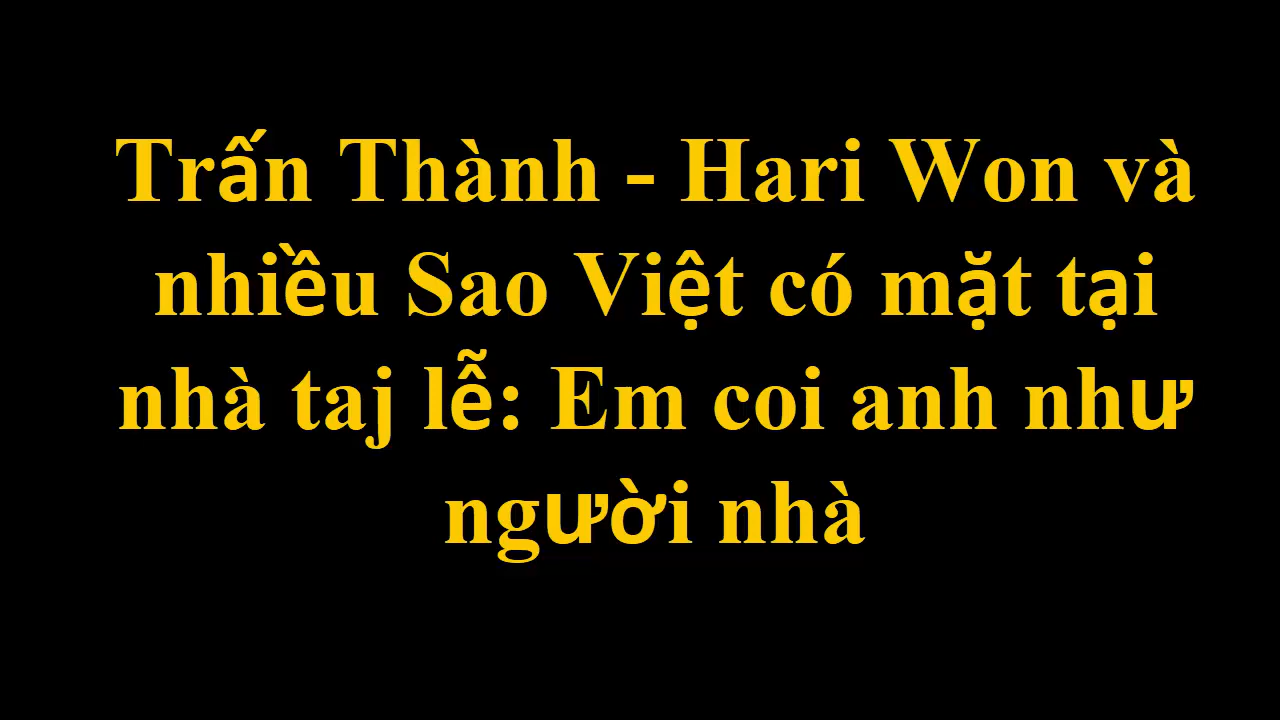 Trấn Thành - Hari Won và
nhiều Sao Việt có mặt tại
nhà taj lễ: Em coi anh như
người nhà